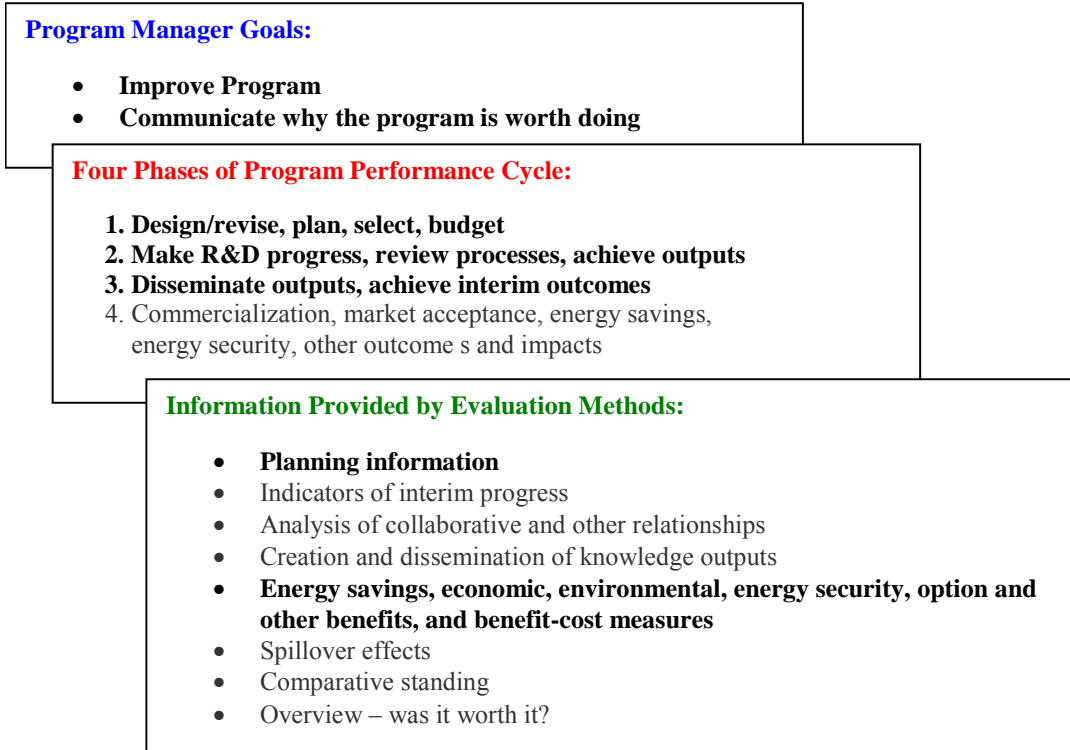 Program Manager Goals:
• Improve Program
• Communicate why the program is worth doing
Four Phases of Program Performance Cycle:
1. Design/revise, plan, select, budget
2. Make R&D progress, review processes, achieve outputs
3. Disseminate outputs, achieve interim outcomes
4. Commercialization, market acceptance, energy savings,
energy security, other outcome s and impacts
Information Provided by Evaluation Methods:
• Planning information
• Indicators of interim progress
• Analysis of collaborative and other relationships
• Creation and dissemination of knowledge outputs
• Energy savings, economic, environmental, energy security, option and
other benefits, and benefit-cost measures
• Spillover effects
• Comparative standing
• Overview – was it worth it?